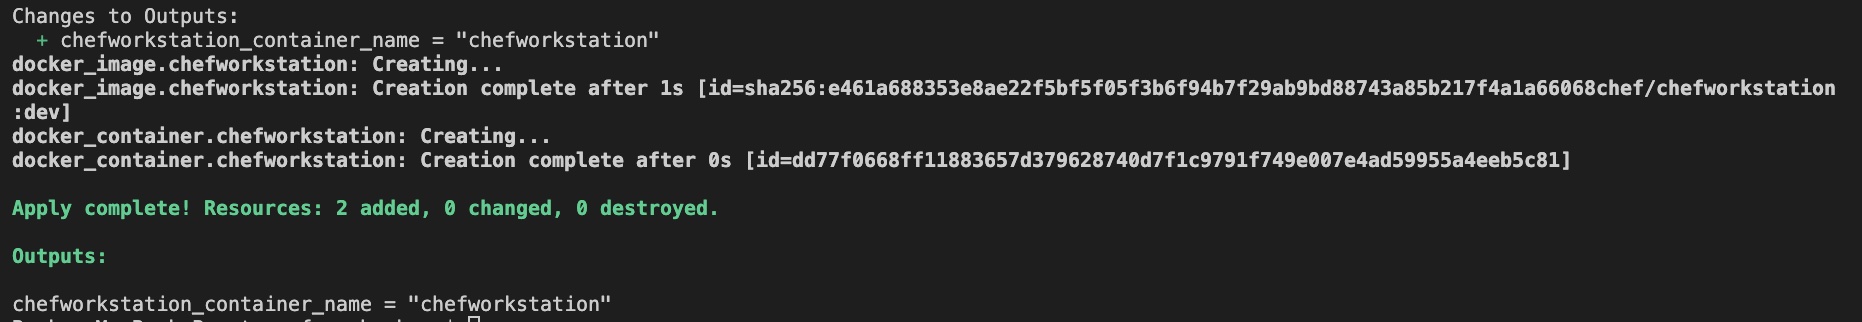 Changes to Outputs:
  + chefworkstation_container_name = "chefworkstation"
docker_image.chefworkstation: Creating...
docker_image.chefworkstation: Creation complete after 1s [id=sha256:e461a688353e8ae22f5bf5f05f3b6f94b7f29ab9bd88743a85b217f4a1a66068chef/chefworkstation
:dev]
docker_container.chefworkstation: Creating...
docker_container.chefworkstation: Creation complete after 0s [id=dd77f0668ff11883657d379628740d7f1c9791f749e007e4ad59955a4eeb5c81]
Apply complete! Resources: 2 added, 0 changed, 0 destroyed.
Outputs:
chefworkstation_container_name = "chefworkstation"